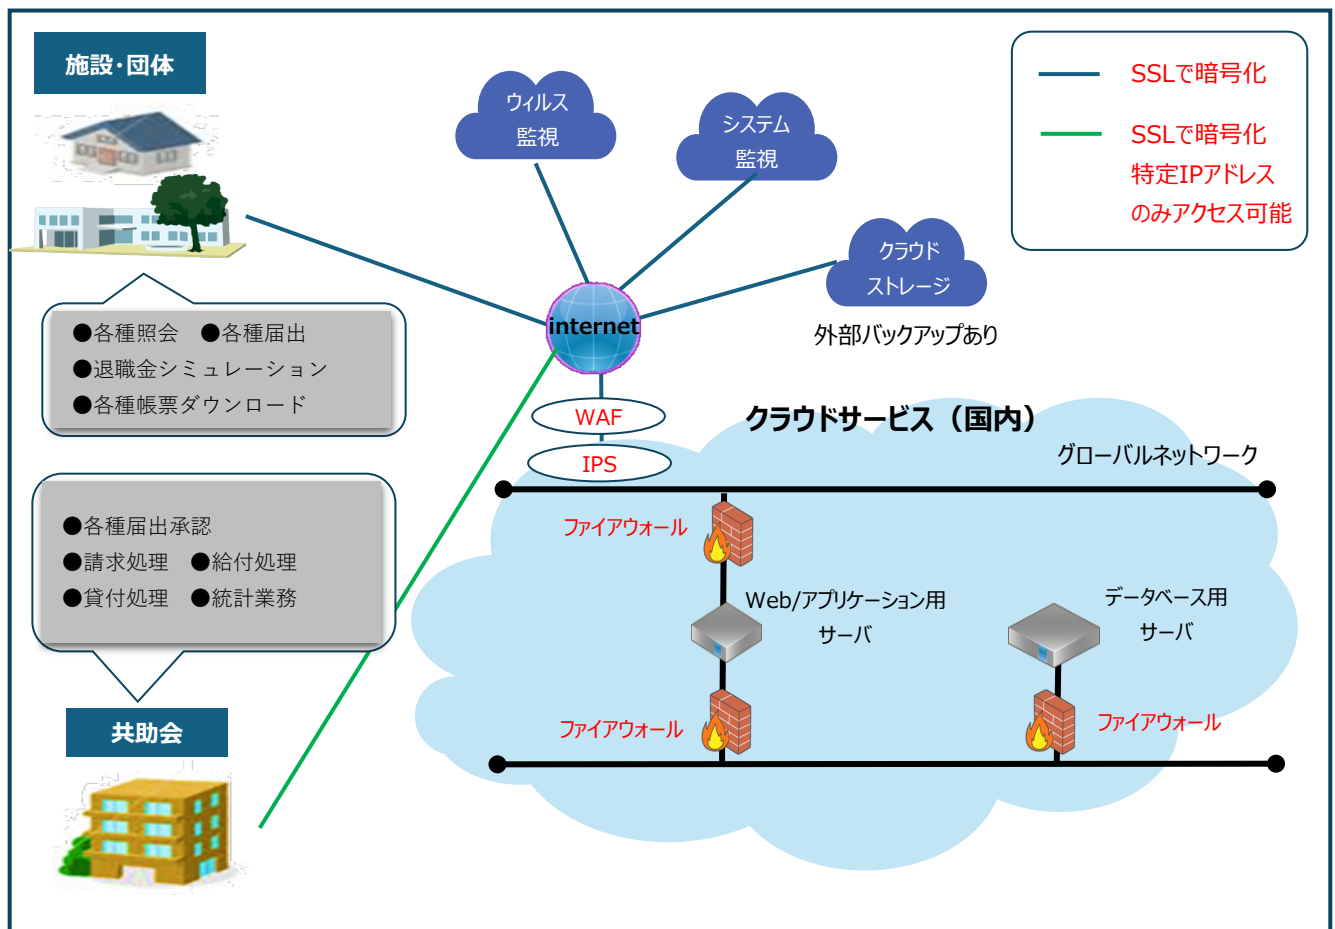 施設・団体
ウィルス
監視
システム
監視
クラウド
ストレージ
外部バックアップあり
SSLで暗号化
SSLで暗号化
特定IPアドレス
のみアクセス可能
internet
●各種照会　●各種届出
●退職金シミュレーション
●各種帳票ダウンロード
WAF
IPS
クラウドサービス（国内）
グローバルネットワーク
●各種届出承認
●請求処理　●給付処理
●貸付処理　●統計業務
ファイアウォール
Web/アプリケーション用
サーバ
データベース用
サーバ
ファイアウォール
ファイアウォール
共助会